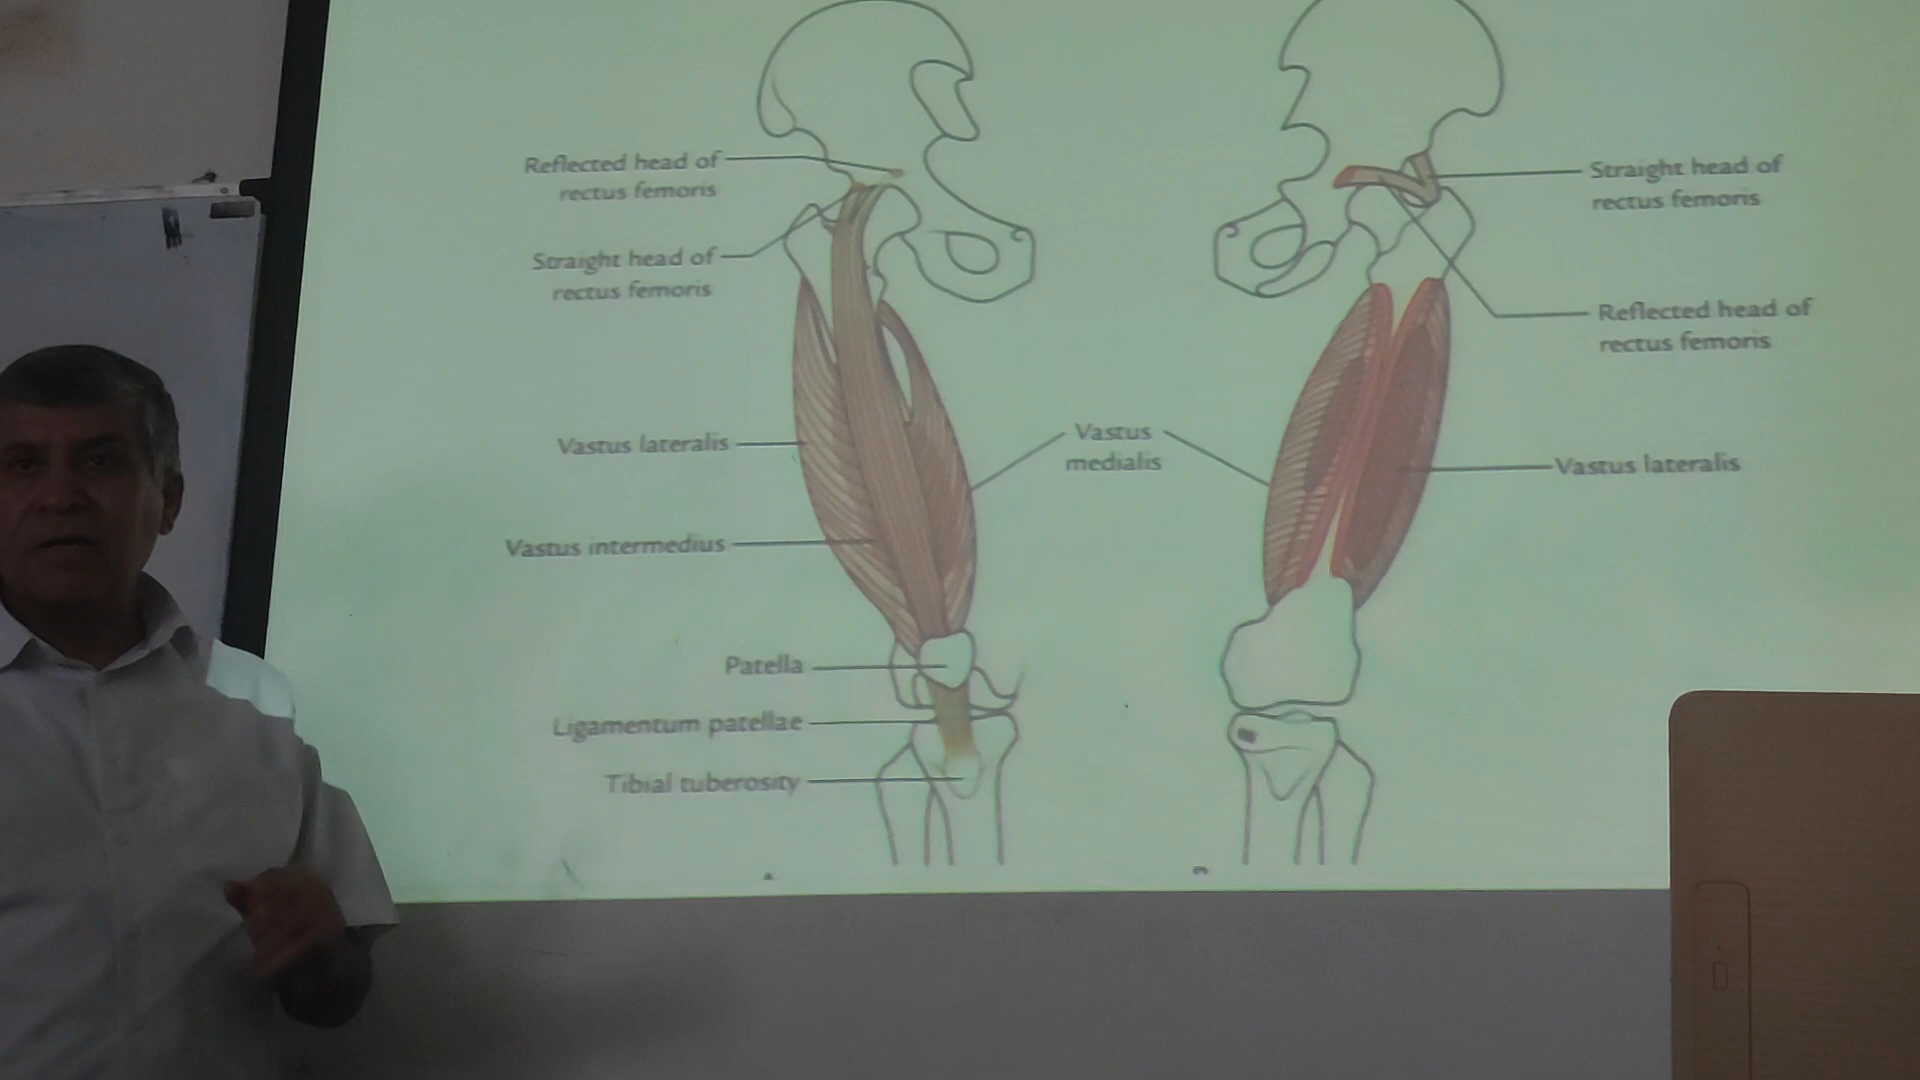 Reflected head of
rectus femoris
Straight head of
rectus femoris
Vastus lateralis
Vastus intermedius
Patella
Ligamentum patellae
Tibial tuberosity
Vastus
medialis
Straight head of
rectus femoris
Reflected head of
rectus femoris
Vastus lateralis